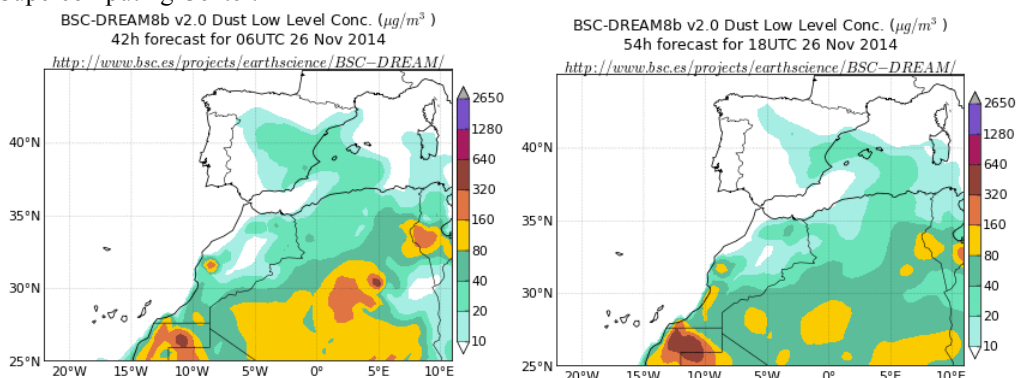 BSC-DREAM8b v2.0 Dust Low Level Conc. (μg/m³ )
42h forecast for 06UTC 26 Nov 2014
http://www.bsc.es/projects/earthscience/BSC−DREAM/
40°N
35°N
30°N
25°N
20°W 15°W 10°W 5°W 0° 5°E 10°E
2650
1280
640
320
160
80
40
20
10
BSC-DREAM8b v2.0 Dust Low Level Conc. (μg/m³ )
54h forecast for 18UTC 26 Nov 2014
http://www.bsc.es/projects/earthscience/BSC−DREAM/
40°N
35°N
30°N
25°N
20°W 15°W 10°W 5°W 0° 5°E 10°E
2650
1280
640
320
160
80
40
20
10